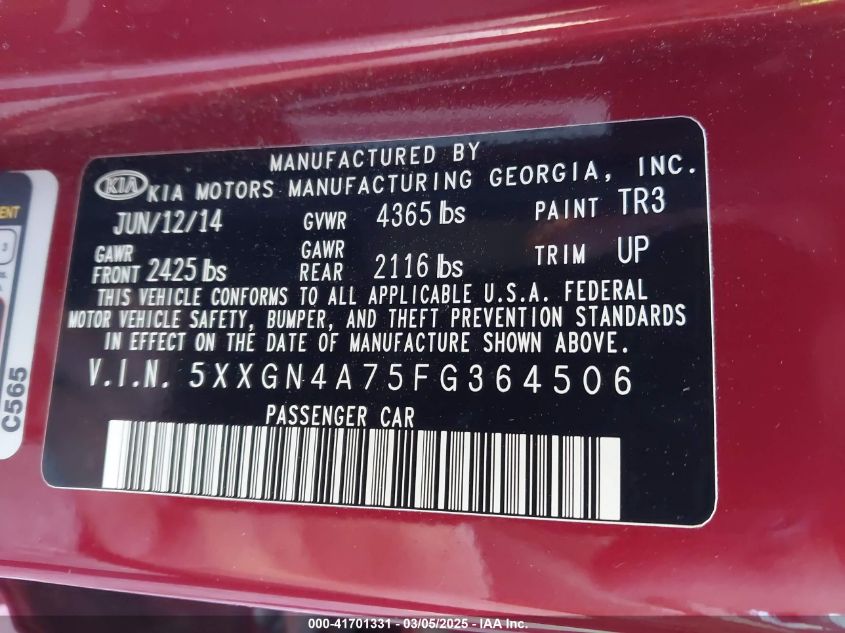 MANUFACTURED BY
KIA KIA MOTORS MANUFACTURING GEORGIA, INC.
JUN/12/14 GVWR 4365 lbs PAINT TR3
GAWR FRONT 2425 lbs GAWR REAR 2116 lbs TRIM UP
THIS VEHICLE CONFORMS TO ALL APPLICABLE U.S.A. FEDERAL
MOTOR VEHICLE SAFETY, BUMPER, AND THEFT PREVENTION STANDARDS
IN EFFECT ON THE DATE OF MANUFACTURE SHOWN ABOVE.
V.I.N. 5XXGN4A75FG364506
PASSENGER CAR
C565
000-41701331 - 03/05/2025 - IAA Inc.